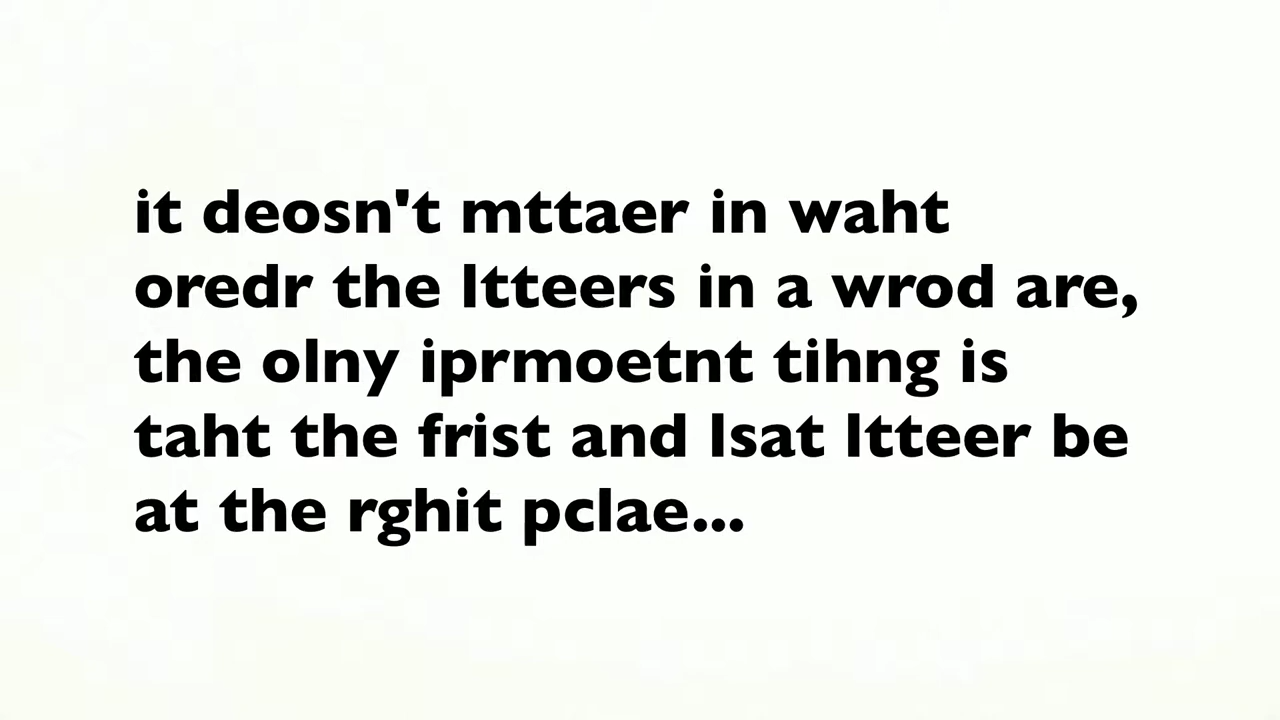 it deosn't mttaer in waht
oredr the ltteers in a wrod are,
the olny iprmoetnt tihng is
taht the frist and lsat ltteer be
at the rghit pclae...